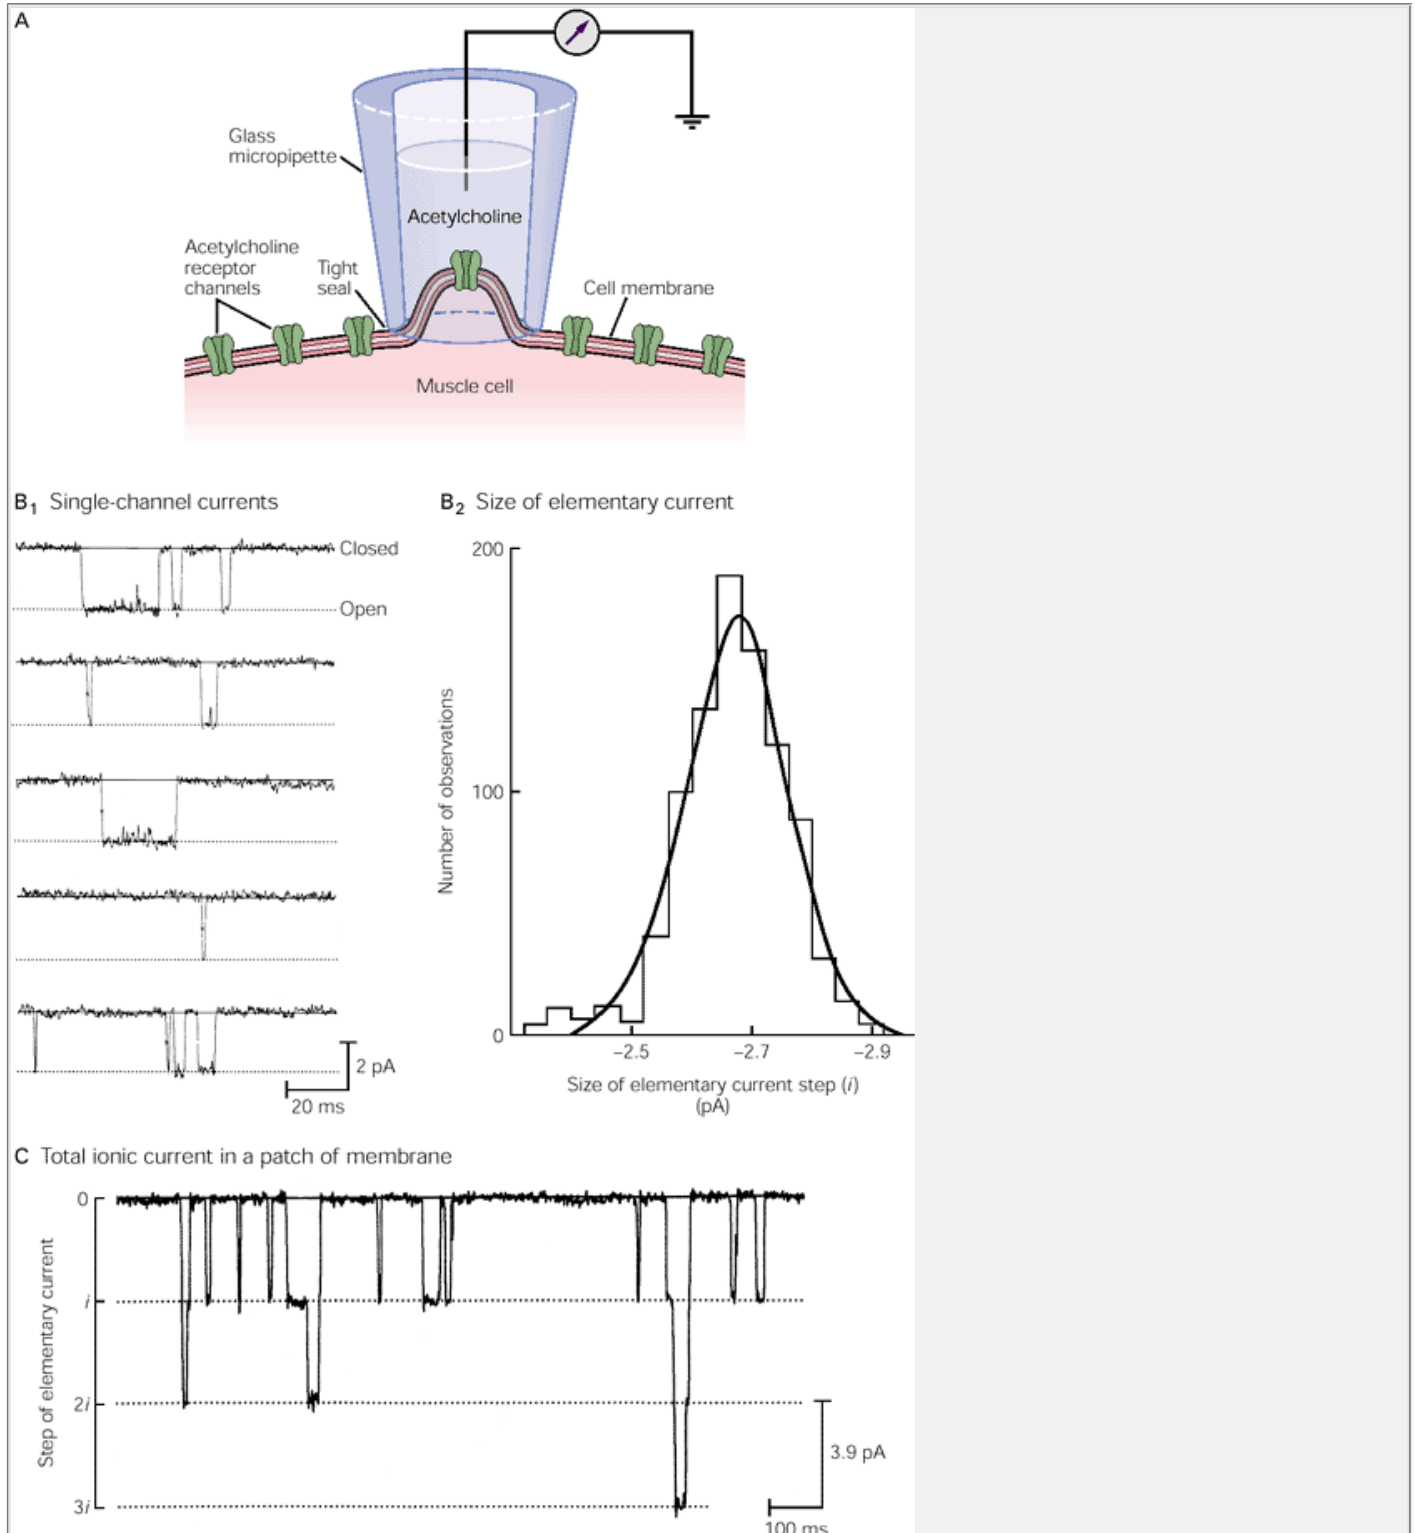 A
Glass
micropipette
Acetylcholine
Acetylcholine
receptor
channels
Tight
seal
Cell membrane
Muscle cell
B1 Single-channel currents
Closed
Open
2 pA
20 ms
B2 Size of elementary current
200
Number of observations
100
0
−2.5
−2.7
−2.9
Size of elementary current step (i)
(pA)
C Total ionic current in a patch of membrane
0
Step of elementary current
i
2i
3i
3.9 pA
100 ms